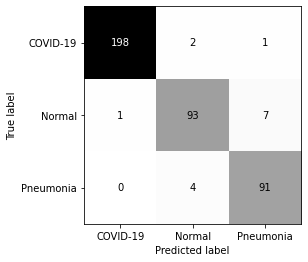 COVID-19 198 2 1
Normal 1 93 7
Pneumonia 0 4 91
COVID-19 Normal Pneumonia
Predicted label
True label